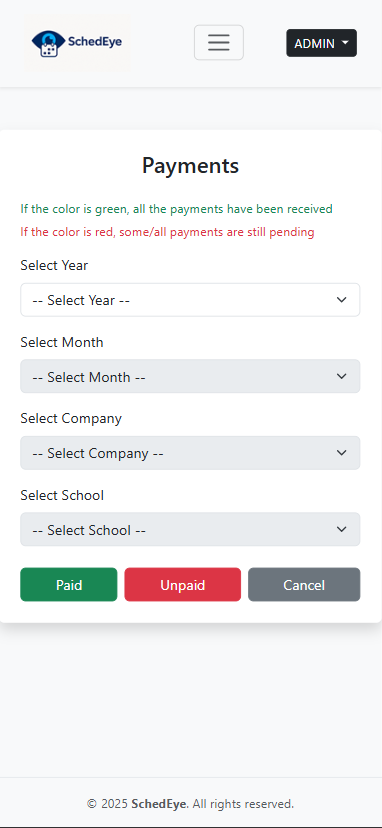 SchedEye
ADMIN
Payments
If the color is green, all the payments have been received
If the color is red, some/all payments are still pending
Select Year
-- Select Year --
Select Month
-- Select Month --
Select Company
-- Select Company --
Select School
-- Select School --
Paid Unpaid Cancel
© 2025 SchedEye. All rights reserved.